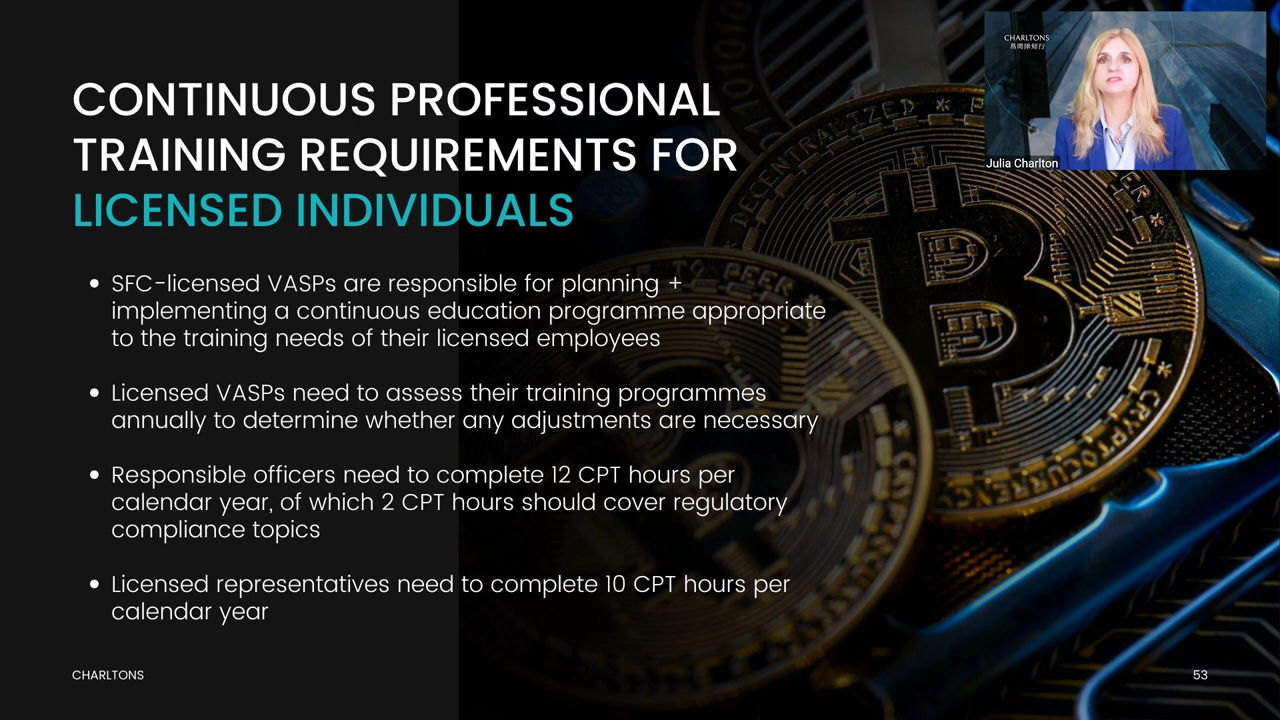 CONTINUOUS PROFESSIONAL
TRAINING REQUIREMENTS FOR
LICENSED INDIVIDUALS
• SFC-licensed VASPs are responsible for planning +
implementing a continuous education programme appropriate
to the training needs of their licensed employees
• Licensed VASPs need to assess their training programmes
annually to determine whether any adjustments are necessary
• Responsible officers need to complete 12 CPT hours per
calendar year, of which 2 CPT hours should cover regulatory
compliance topics
• Licensed representatives need to complete 10 CPT hours per
calendar year
CHARLTONS
53
CHARLTONS
Julia Charlton
DECENTRALIZED * P
CRYPTOCURRENCY
TO PEER